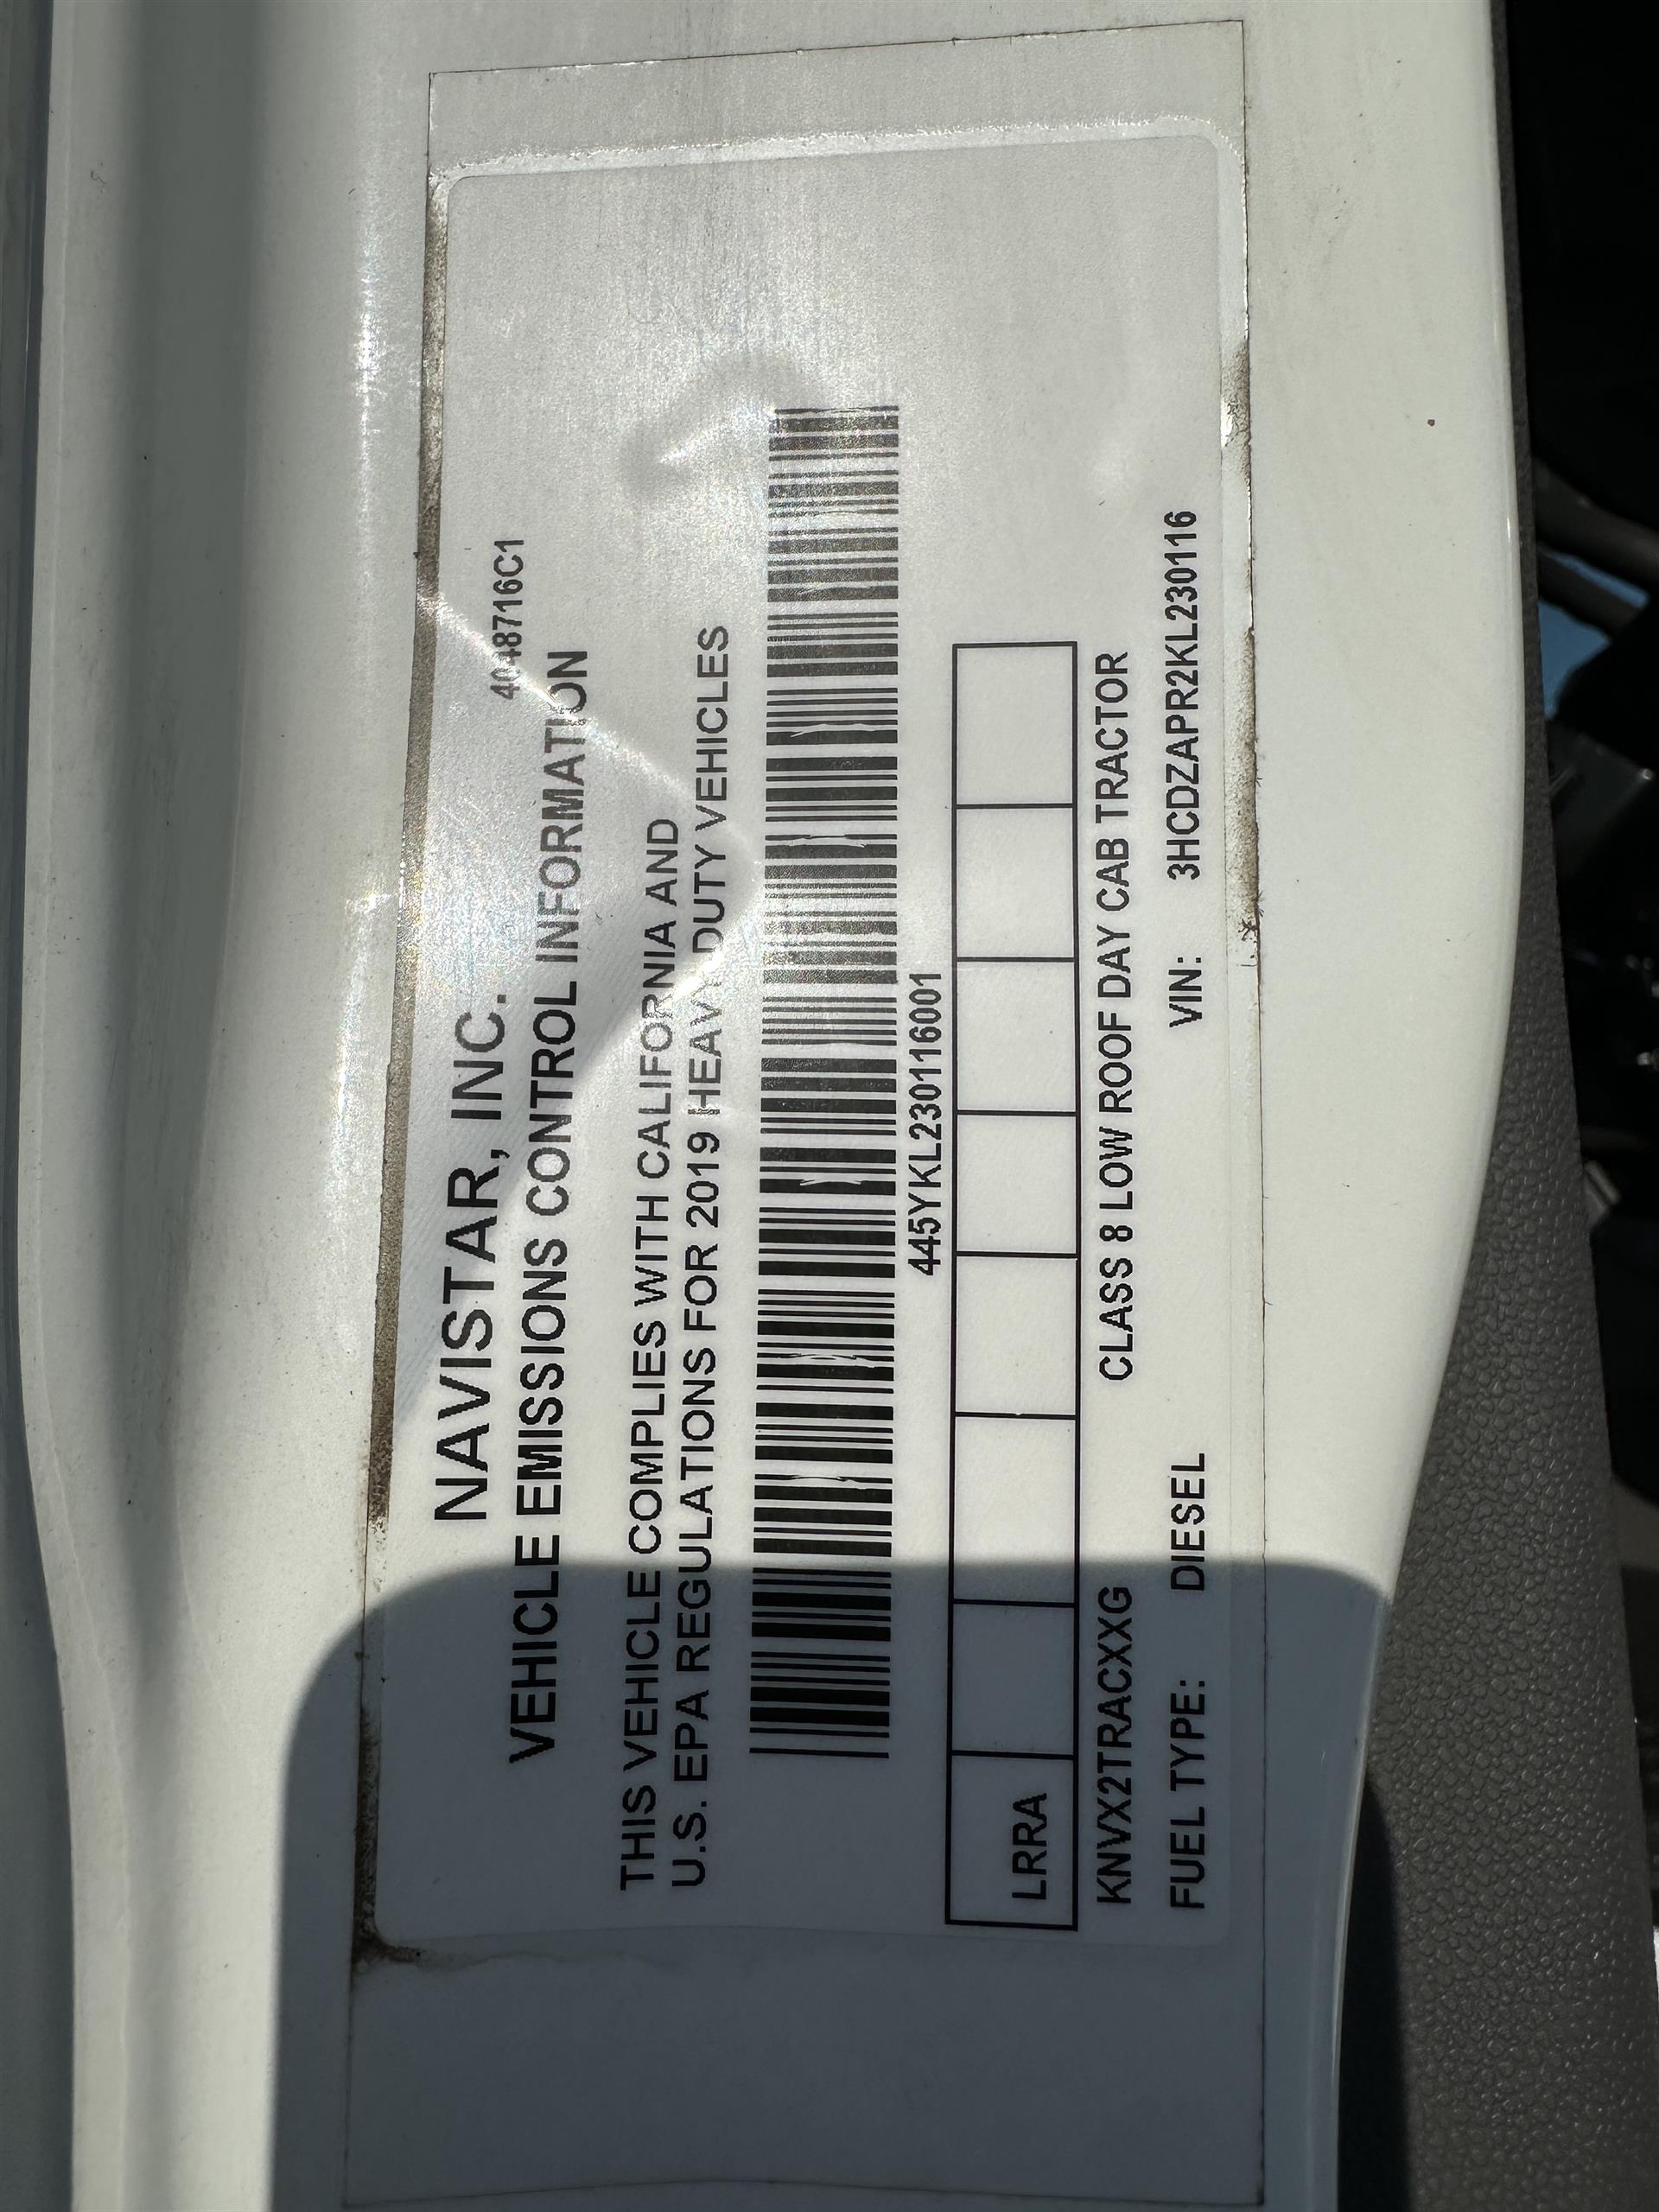 NAVISTAR, INC.
4048716C1
VEHICLE EMISSIONS CONTROL INFORMATION
THIS VEHICLE COMPLIES WITH CALIFORNIA AND
U.S. EPA REGULATIONS FOR 2019 HEAVY DUTY VEHICLES
445YKL230116001
LRRA
KNVX2TRACXXG CLASS 8 LOW ROOF DAY CAB TRACTOR
FUEL TYPE: DIESEL VIN: 3HCDZAPR2KL230116